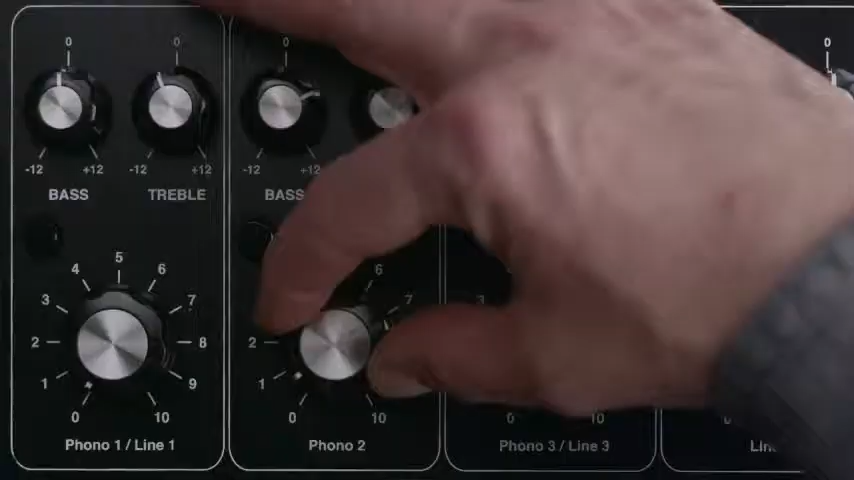 0 0 0 0
-12 +12 -12 +12 -12 +12
BASS TREBLE BASS
5
4 6 6
3 7 7 3
2 8 2
1 9 1
0 10 0 10 0 10 0
Phono 1 / Line 1 Phono 2 Phono 3 / Line 3